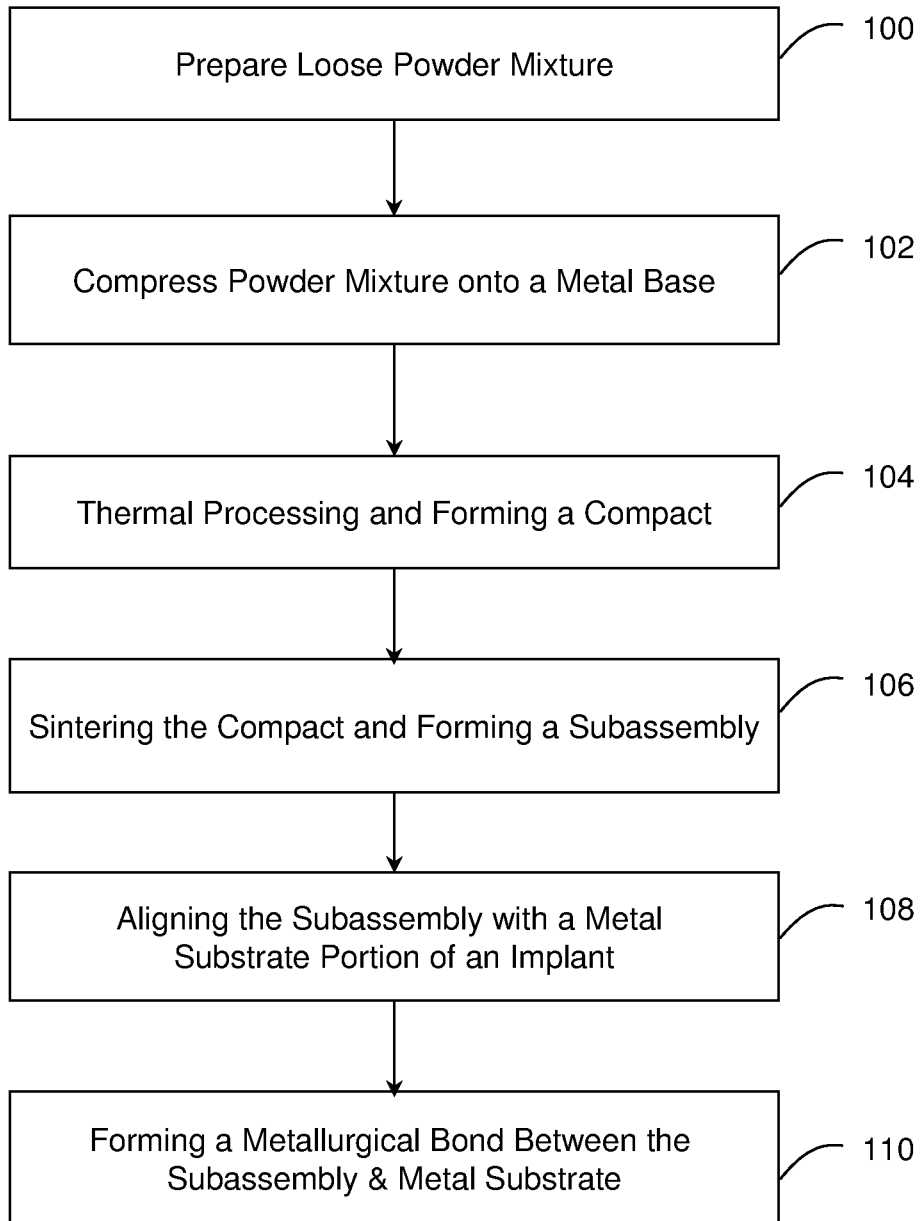 Prepare Loose Powder Mixture
100
Compress Powder Mixture onto a Metal Base
102
Thermal Processing and Forming a Compact
104
Sintering the Compact and Forming a Subassembly
106
Aligning the Subassembly with a Metal
Substrate Portion of an Implant
108
Forming a Metallurgical Bond Between the
Subassembly & Metal Substrate
110